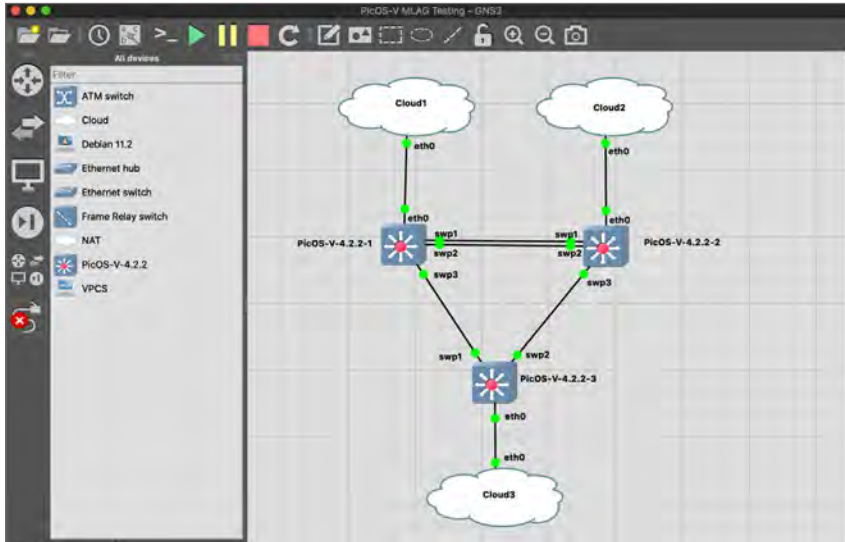 PicOS-V MLAG Testing - GNS3
All devices
Filter
ATM switch
Cloud
Debian 11.2
Ethernet hub
Ethernet switch
Frame Relay switch
NAT
PicOS-V-4.2.2
VPCS
Cloud1
Cloud2
eth0
eth0
eth0
eth0
PicOS-V-4.2.2-1
swp1
swp1
PicOS-V-4.2.2-2
swp2
swp2
swp3
swp3
swp1
swp2
PicOS-V-4.2.2-3
eth0
eth0
Cloud3